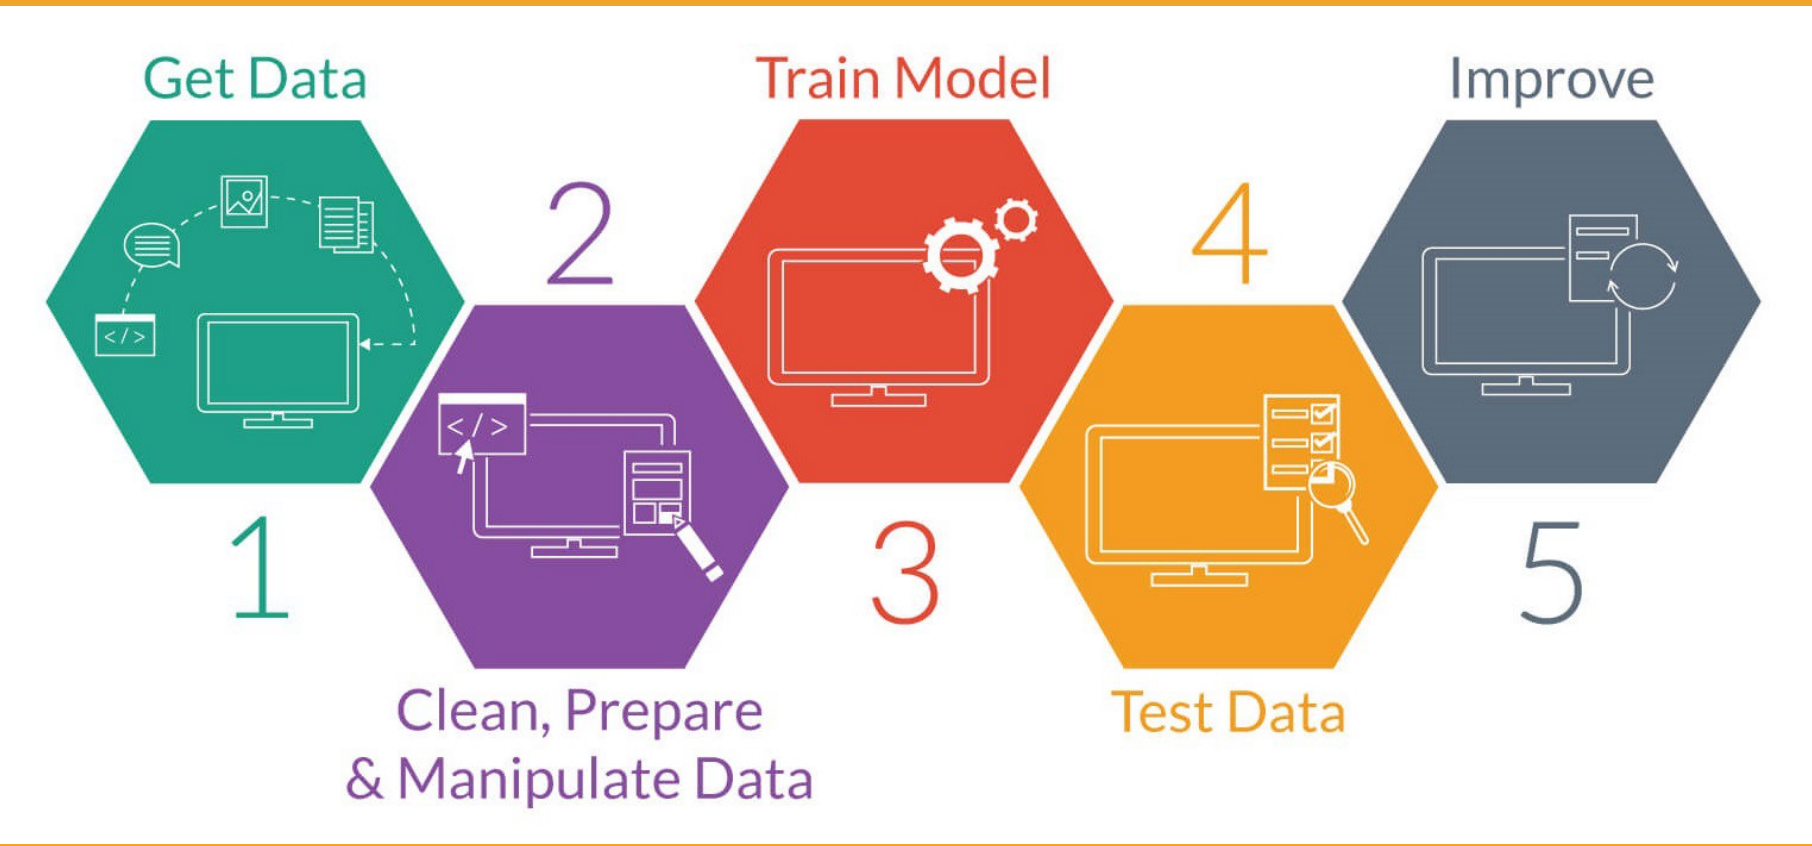 Get Data
</>
1
2
</>
Clean, Prepare
& Manipulate Data
Train Model
3
4
Test Data
Improve
5